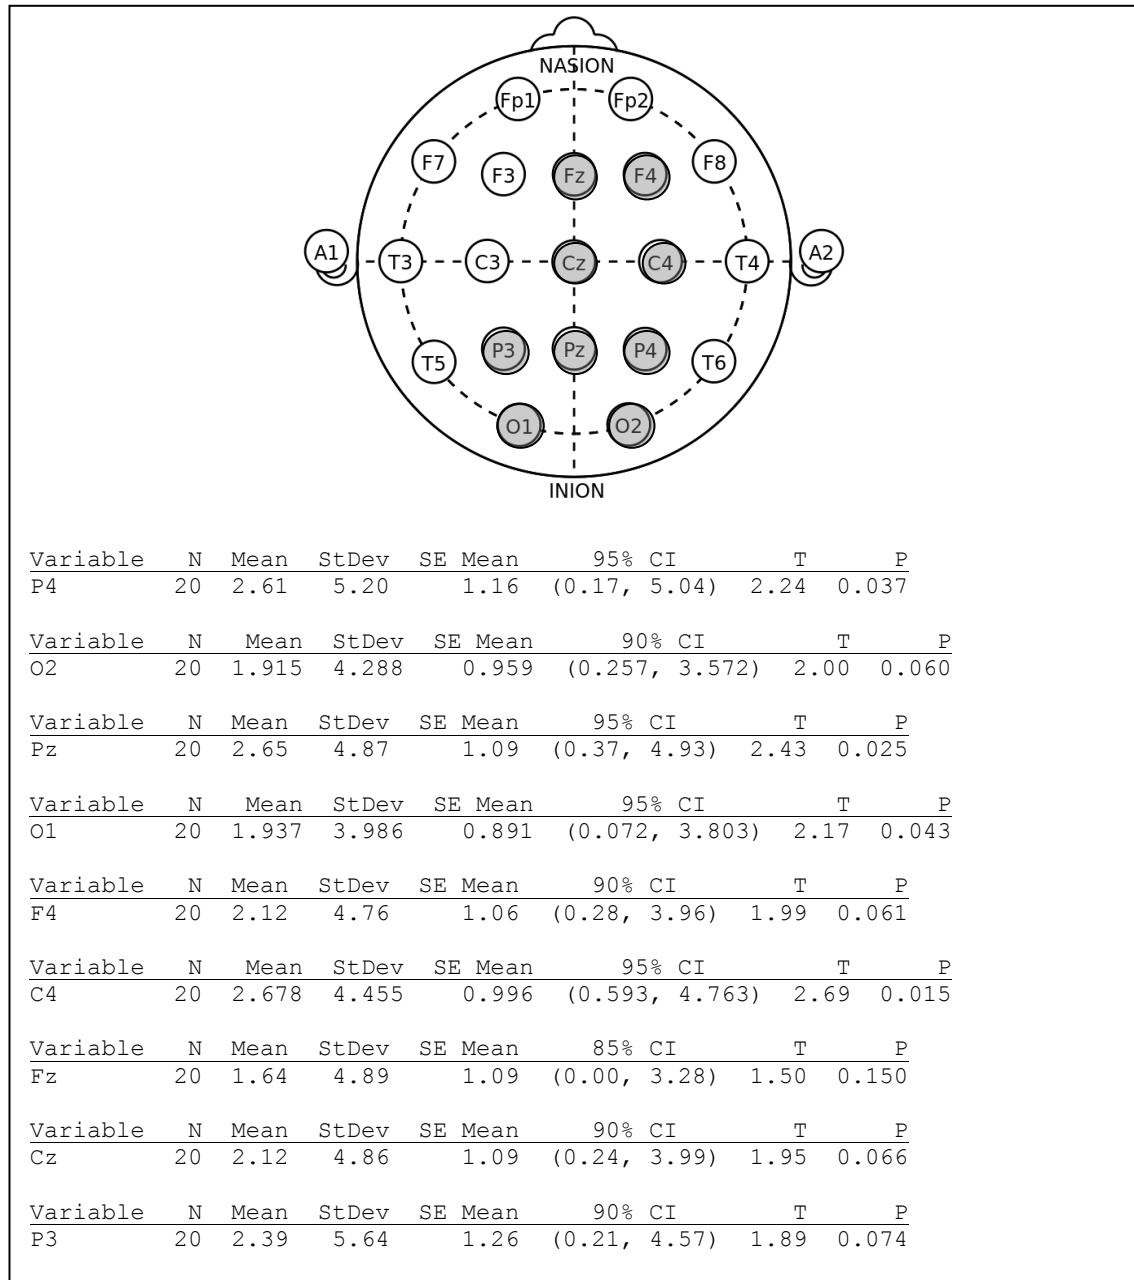 NASION
Fp1 Fp2
F7 F3 Fz F4 F8
A1 T3 C3 Cz C4 T4 A2
T5 P3 Pz P4 T6
O1 O2
INION
Variable N Mean StDev SE Mean 95% CI T P
P4 20 2.61 5.20 1.16 (0.17, 5.04) 2.24 0.037
Variable N Mean StDev SE Mean 90% CI T P
O2 20 1.915 4.288 0.959 (0.257, 3.572) 2.00 0.060
Variable N Mean StDev SE Mean 95% CI T P
Pz 20 2.65 4.87 1.09 (0.37, 4.93) 2.43 0.025
Variable N Mean StDev SE Mean 95% CI T P
O1 20 1.937 3.986 0.891 (0.072, 3.803) 2.17 0.043
Variable N Mean StDev SE Mean 90% CI T P
F4 20 2.12 4.76 1.06 (0.28, 3.96) 1.99 0.061
Variable N Mean StDev SE Mean 95% CI T P
C4 20 2.678 4.455 0.996 (0.593, 4.763) 2.69 0.015
Variable N Mean StDev SE Mean 85% CI T P
Fz 20 1.64 4.89 1.09 (0.00, 3.28) 1.50 0.150
Variable N Mean StDev SE Mean 90% CI T P
Cz 20 2.12 4.86 1.09 (0.24, 3.99) 1.95 0.066
Variable N Mean StDev SE Mean 90% CI T P
P3 20 2.39 5.64 1.26 (0.21, 4.57) 1.89 0.074